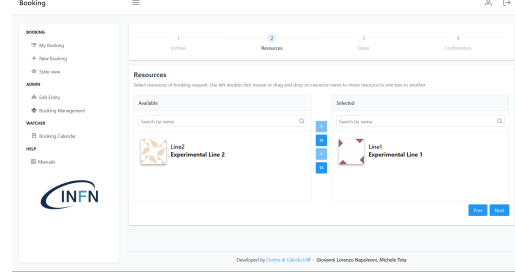 Booking
BOOKING
My Booking
New Booking
State view
ADMIN
Edit Entity
Booking Management
WATCHER
Booking Calendar
HELP
Manuals
INFN
1
Entities
2
Resources
3
Dates
4
Confirmation
Resources
Select resources of booking request. Use left double click mouse or drag and drop on resource name to move resource to one box to another
Available
Search by name
Line2
Experimental Line 2
Selected
Search by name
Line1
Experimental Line 1
Prev
Next
Developed by Centro di Calcolo LNF - Giovanni Lorenzo Napoleoni, Michele Tota